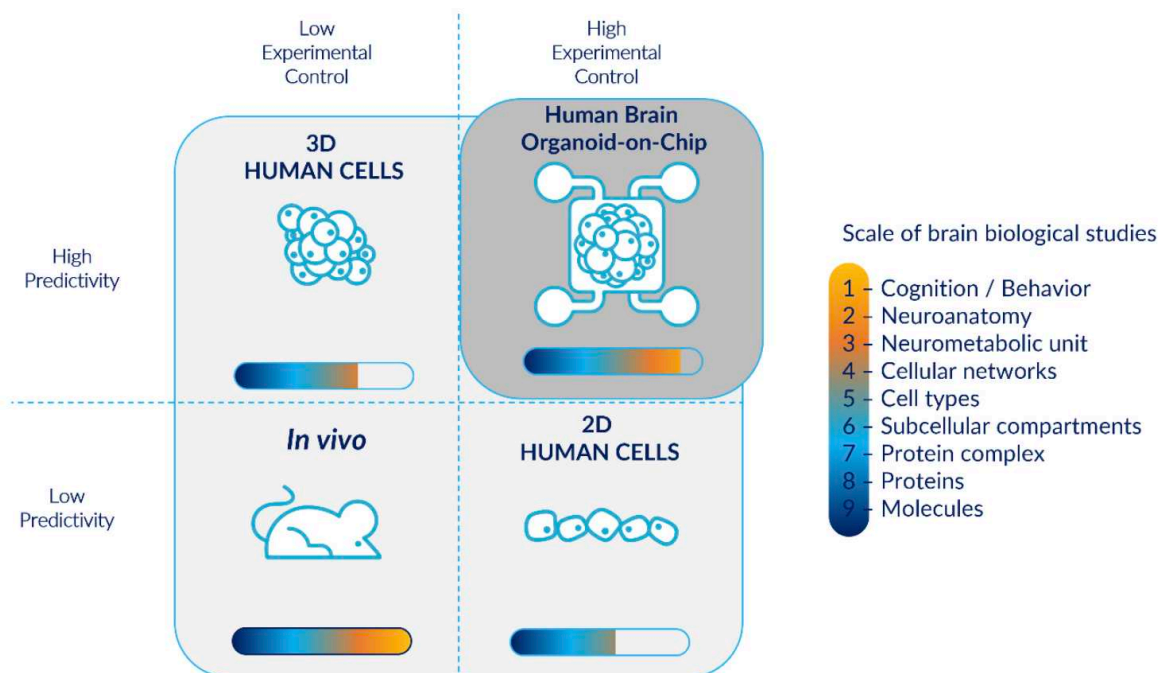 Low
Experimental
Control
High
Experimental
Control
High
Predictivity
3D
HUMAN CELLS
Human Brain
Organoid-on-Chip
Low
Predictivity
In vivo
2D
HUMAN CELLS
Scale of brain biological studies
1 - Cognition / Behavior
2 - Neuroanatomy
3 - Neurometabolic unit
4 - Cellular networks
5 - Cell types
6 - Subcellular compartments
7 - Protein complex
8 - Proteins
9 - Molecules